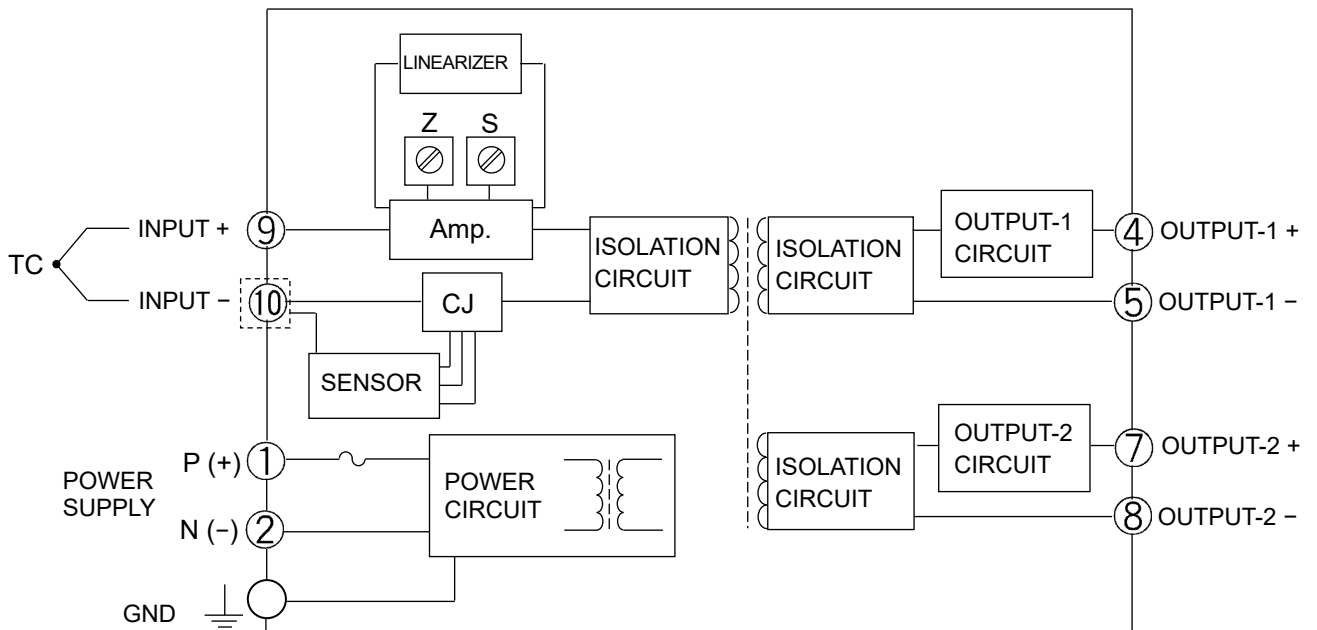 LINEARIZER
Z S
TC
INPUT +
9
Amp.
ISOLATION
CIRCUIT
ISOLATION
CIRCUIT
OUTPUT-1
CIRCUIT
4
OUTPUT-1 +
INPUT −
10
CJ
5
OUTPUT-1 −
SENSOR
POWER
SUPPLY
P (+)
1
POWER
CIRCUIT
ISOLATION
CIRCUIT
OUTPUT-2
CIRCUIT
7
OUTPUT-2 +
N (−)
2
8
OUTPUT-2 −
GND